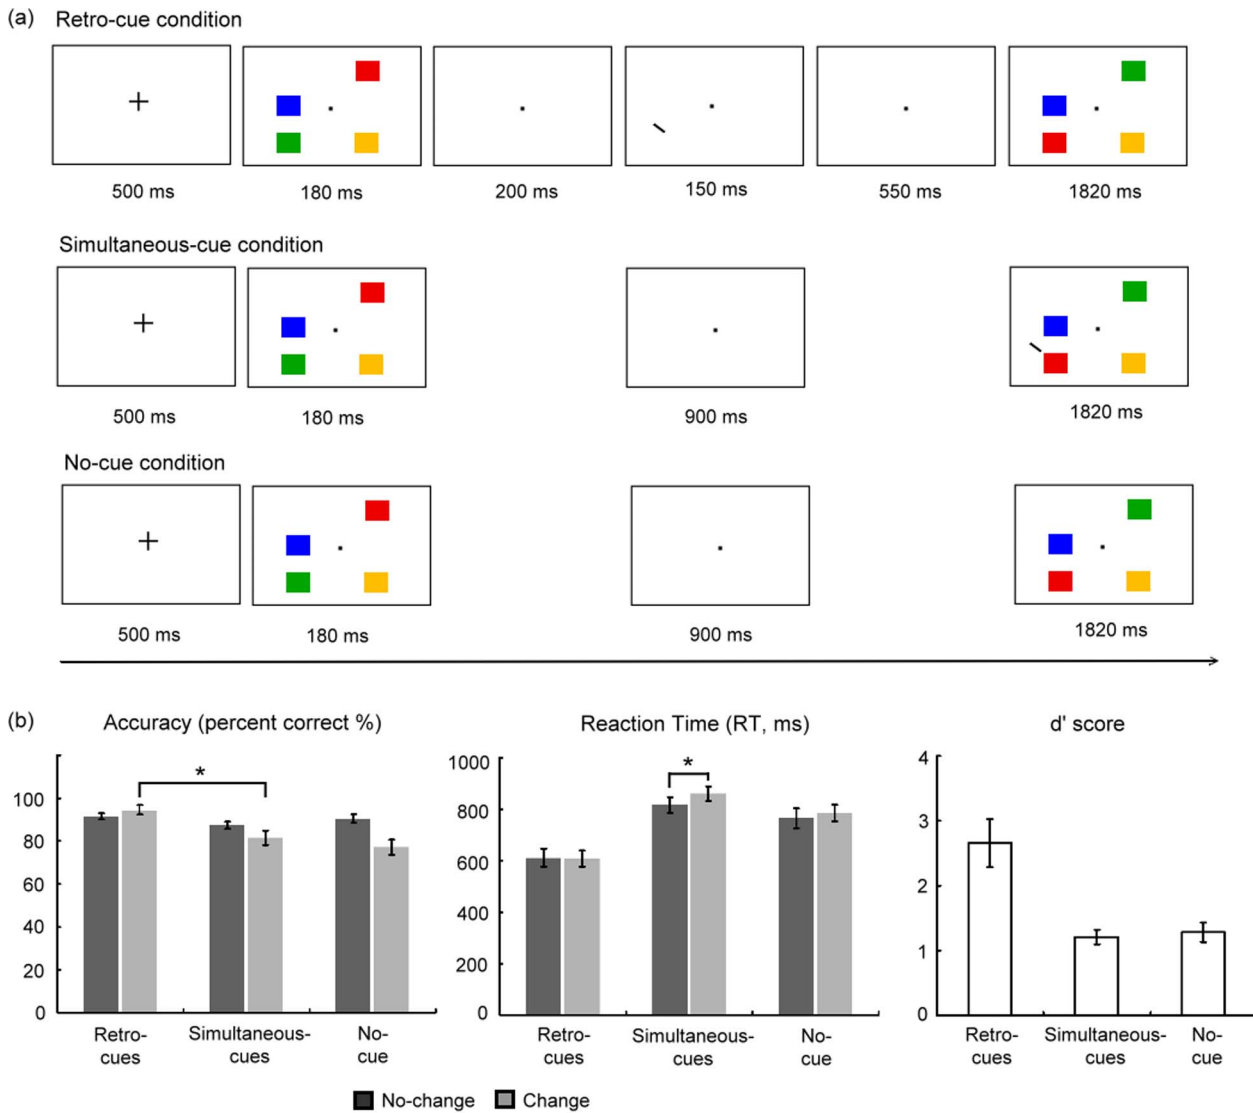 (a)
Retro-cue condition
500 ms 180 ms 200 ms 150 ms 550 ms 1820 ms
Simultaneous-cue condition
500 ms 180 ms 900 ms 1820 ms
No-cue condition
500 ms 180 ms 900 ms 1820 ms
(b)
Accuracy (percent correct %)
*
100
80
60
40
20
0
Retro-
cues
Simultaneous-
cues
No-
cue
Reaction Time (RT, ms)
*
1000
800
600
400
200
0
Retro-
cues
Simultaneous-
cues
No-
cue
d' score
4
3
2
1
0
Retro-
cues
Simultaneous-
cues
No-
cue
No-change Change